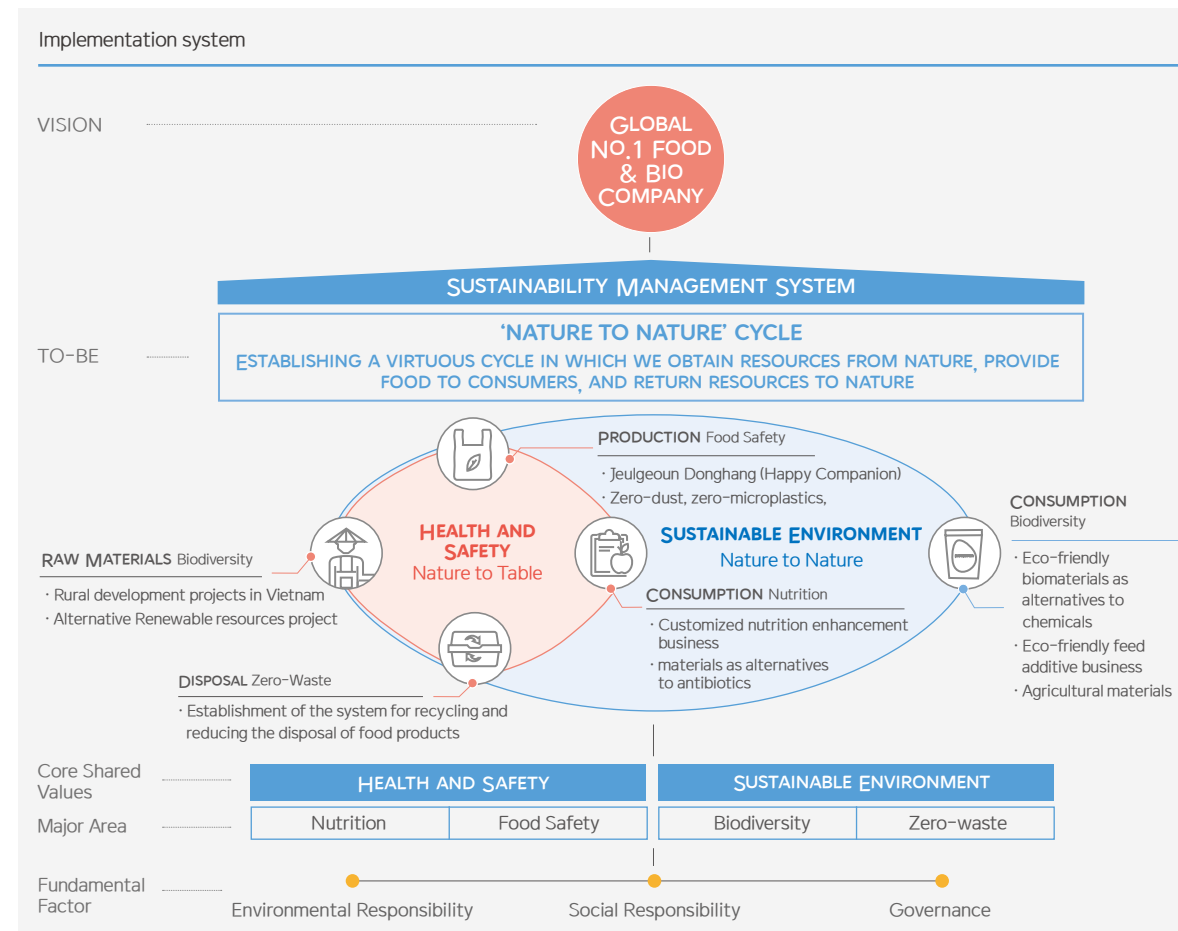 Implementation system
VISION
GLOBAL
NO.1 FOOD
& BIO
COMPANY
SUSTAINABILITY MANAGEMENT SYSTEM
TO-BE
‘NATURE TO NATURE’ CYCLE
ESTABLISHING A VIRTUOUS CYCLE IN WHICH WE OBTAIN RESOURCES FROM NATURE, PROVIDE
FOOD TO CONSUMERS, AND RETURN RESOURCES TO NATURE
PRODUCTION Food Safety
· Jeulgeoun Donghang (Happy Companion)
· Zero-dust, zero-microplastics,
HEALTH AND
SAFETY
Nature to Table
SUSTAINABLE ENVIRONMENT
Nature to Nature
CONSUMPTION
Biodiversity
· Eco-friendly
biomaterials as
alternatives to
chemicals
· Eco-friendly feed
additive business
· Agricultural materials
RAW MATERIALS Biodiversity
· Rural development projects in Vietnam
· Alternative Renewable resources project
CONSUMPTION Nutrition
· Customized nutrition enhancement
business
· materials as alternatives
to antibiotics
DISPOSAL Zero-Waste
· Establishment of the system for recycling and
reducing the disposal of food products
Core Shared
Values
HEALTH AND SAFETY
SUSTAINABLE ENVIRONMENT
Major Area
Nutrition
Food Safety
Biodiversity
Zero-waste
Fundamental
Factor
Environmental Responsibility
Social Responsibility
Governance